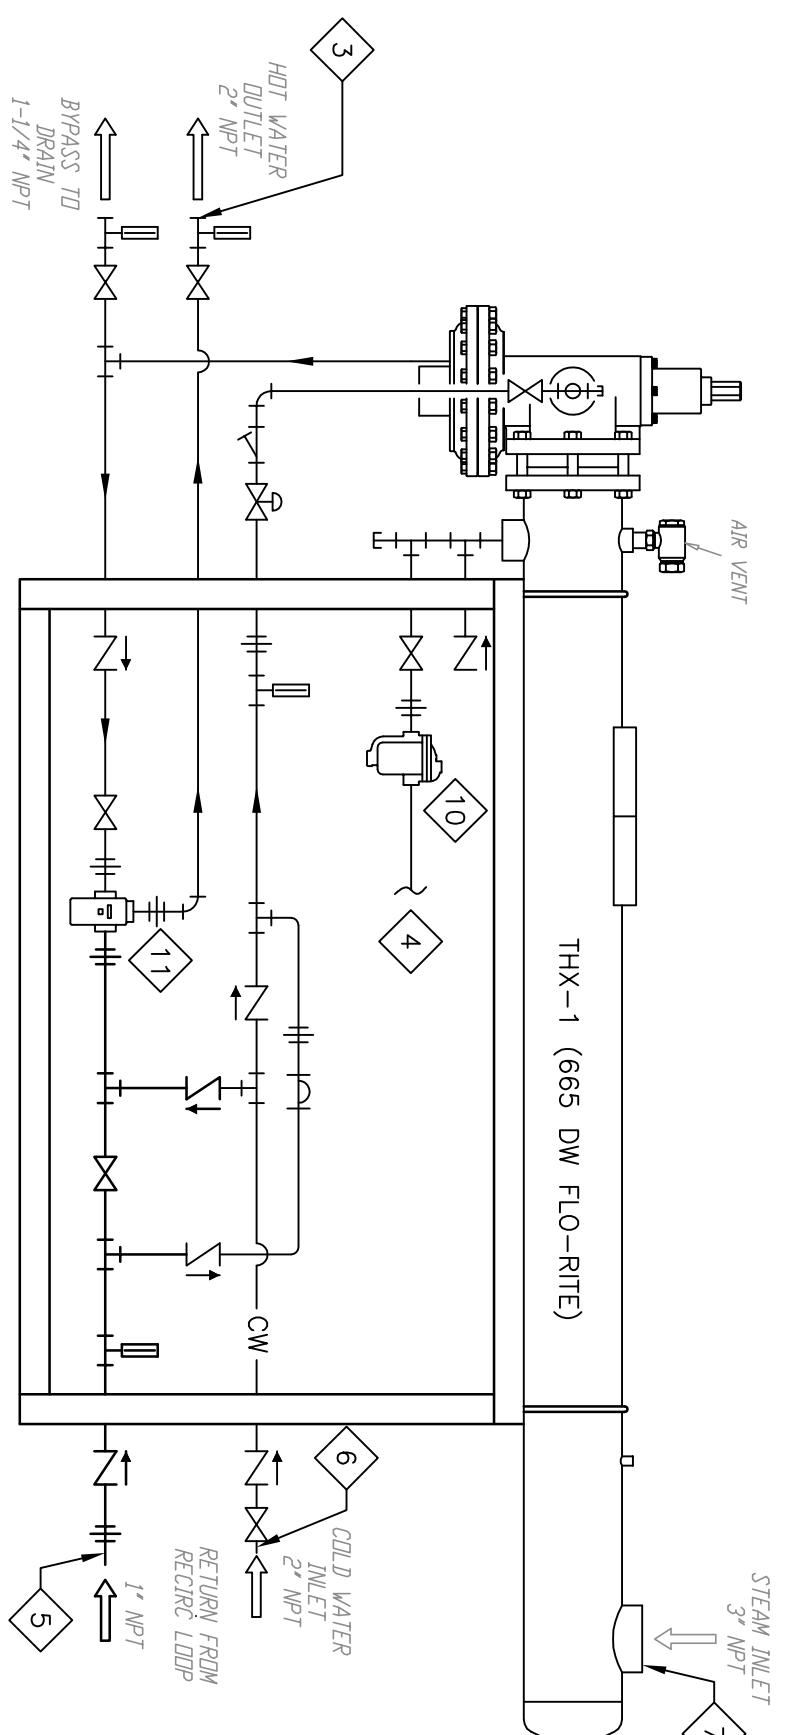 3
HOT WATER
OUTLET
2" NPT
BYPASS TO
DRAIN
1-1/4" NPT
AIR VENT
10
4
11
THX-1 (665 DW FLO-RITE)
CW
6
COLD WATER
INLET
2" NPT
RETURN FROM
RECIRC LOOP
1" NPT
5
STEAM INLET
3" NPT